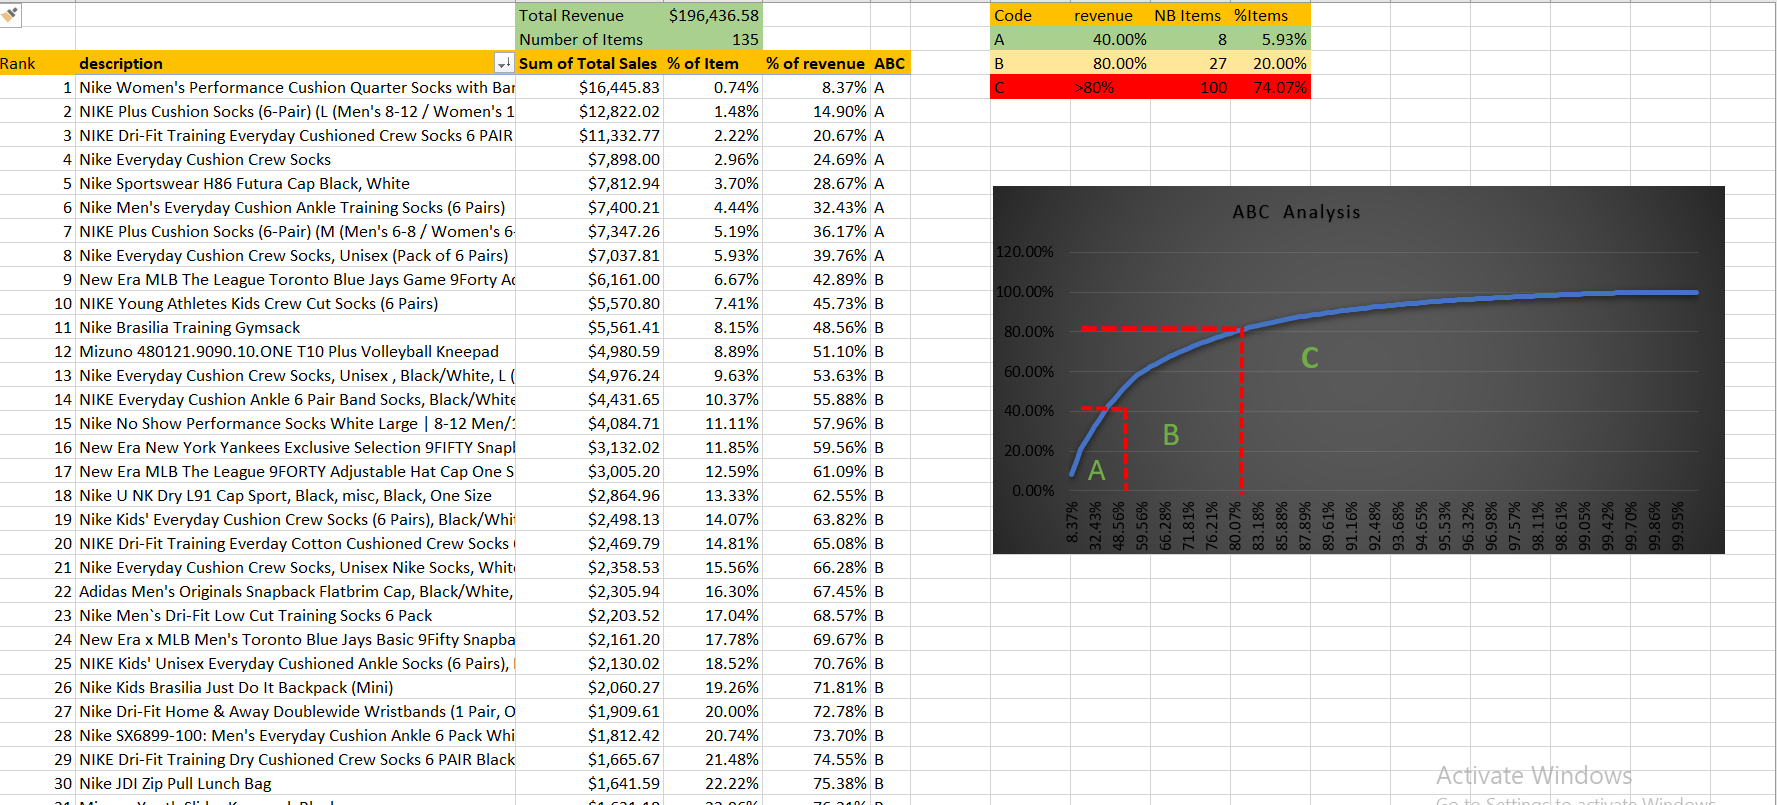 Total Revenue $196,436.58
Number of Items 135
Rank description Sum of Total Sales % of Item % of revenue ABC
1 Nike Women's Performance Cushion Quarter Socks with Bar $16,445.83 0.74% 8.37% A
2 NIKE Plus Cushion Socks (6-Pair) (L (Men's 8-12 / Women's 1 $12,822.02 1.48% 14.90% A
3 NIKE Dri-Fit Training Everyday Cushioned Crew Socks 6 PAIR $11,332.77 2.22% 20.67% A
4 Nike Everyday Cushion Crew Socks $7,898.00 2.96% 24.69% A
5 Nike Sportswear H86 Futura Cap Black, White $7,812.94 3.70% 28.67% A
6 Nike Men's Everyday Cushion Ankle Training Socks (6 Pairs) $7,400.21 4.44% 32.43% A
7 NIKE Plus Cushion Socks (6-Pair) (M (Men's 6-8 / Women's 6- $7,347.26 5.19% 36.17% A
8 Nike Everyday Cushion Crew Socks, Unisex (Pack of 6 Pairs) $7,037.81 5.93% 39.76% A
9 New Era MLB The League Toronto Blue Jays Game 9Forty Ad $6,161.00 6.67% 42.89% B
10 NIKE Young Athletes Kids Crew Cut Socks (6 Pairs) $5,570.80 7.41% 45.73% B
11 Nike Brasilia Training Gymsack $5,561.41 8.15% 48.56% B
12 Mizuno 480121.9090.10.ONE T10 Plus Volleyball Kneepad $4,980.59 8.89% 51.10% B
13 Nike Everyday Cushion Crew Socks, Unisex , Black/White, L ( $4,976.24 9.63% 53.63% B
14 NIKE Everyday Cushion Ankle 6 Pair Band Socks, Black/White $4,431.65 10.37% 55.88% B
15 Nike No Show Performance Socks White Large | 8-12 Men/1 $4,084.71 11.11% 57.96% B
16 New Era New York Yankees Exclusive Selection 9FIFTY Snap $3,132.02 11.85% 59.56% B
17 New Era MLB The League 9FORTY Adjustable Hat Cap One S $3,005.20 12.59% 61.09% B
18 Nike U NK Dry L91 Cap Sport, Black, misc, Black, One Size $2,864.96 13.33% 62.55% B
19 Nike Kids' Everyday Cushion Crew Socks (6 Pairs), Black/Whit $2,498.13 14.07% 63.82% B
20 NIKE Dri-Fit Training Everday Cotton Cushioned Crew Socks ( $2,469.79 14.81% 65.08% B
21 Nike Everyday Cushion Crew Socks, Unisex Nike Socks, White $2,358.53 15.56% 66.28% B
22 Adidas Men's Originals Snapback Flatbrim Cap, Black/White, $2,305.94 16.30% 67.45% B
23 Nike Men`s Dri-Fit Low Cut Training Socks 6 Pack $2,203.52 17.04% 68.57% B
24 New Era x MLB Men's Toronto Blue Jays Basic 9Fifty Snapba $2,161.20 17.78% 69.67% B
25 NIKE Kids' Unisex Everyday Cushioned Ankle Socks (6 Pairs), $2,130.02 18.52% 70.76% B
26 Nike Kids Brasilia Just Do It Backpack (Mini) $2,060.27 19.26% 71.81% B
27 Nike Dri-Fit Home & Away Doublewide Wristbands (1 Pair, O $1,909.61 20.00% 72.78% B
28 Nike SX6899-100: Men's Everyday Cushion Ankle 6 Pack Whi $1,812.42 20.74% 73.70% B
29 NIKE Dri-Fit Training Dry Cushioned Crew Socks 6 PAIR Black $1,665.67 21.48% 74.55% B
30 Nike JDI Zip Pull Lunch Bag $1,641.59 22.22% 75.38% B
Code revenue NB Items %Items
A 40.00% 8 5.93%
B 80.00% 27 20.00%
C >80% 100 74.07%
ABC Analysis
120.00%
100.00%
80.00%
60.00%
40.00%
20.00%
0.00%
A
B
C
8.37% 32.43% 48.56% 59.56% 66.28% 71.81% 76.21% 80.07% 83.18% 85.88% 87.89% 89.61% 91.16% 92.48% 93.68% 94.65% 95.53% 96.32% 96.98% 97.57% 98.11% 98.61% 99.05% 99.42% 99.70% 99.86% 99.95%
Activate Windows